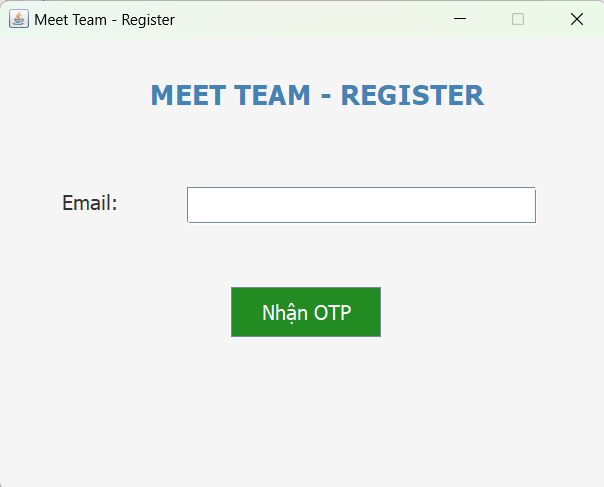 Meet Team - Register
MEET TEAM - REGISTER
Email:
Nhận OTP